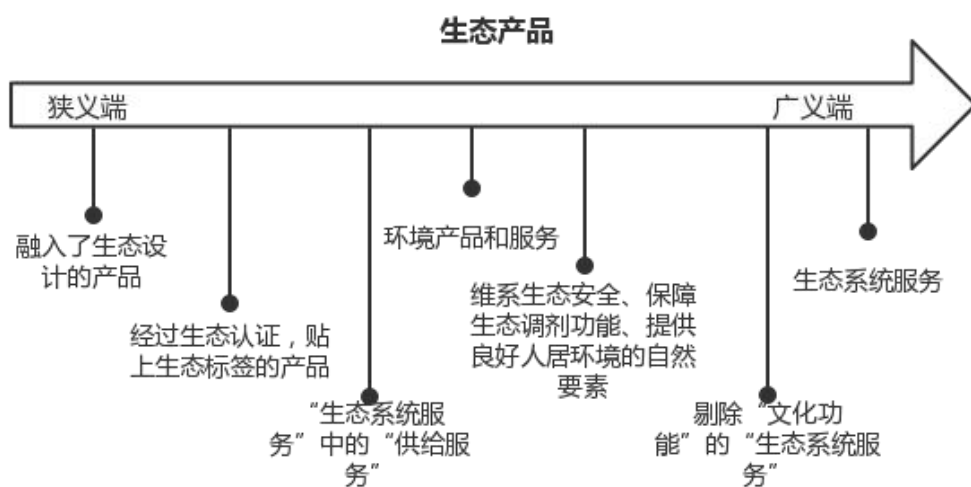 生态产品
狭义端
广义端
融入了生态设
计的产品
经过生态认证，贴
上生态标签的产品
“生态系统服
务”中的“供给服
务”
环境产品和服务
维系生态安全、保障
生态调剂功能、提供
良好人居环境的自然
要素
剔除“文化功
能”的“生态系统服
务”
生态系统服务